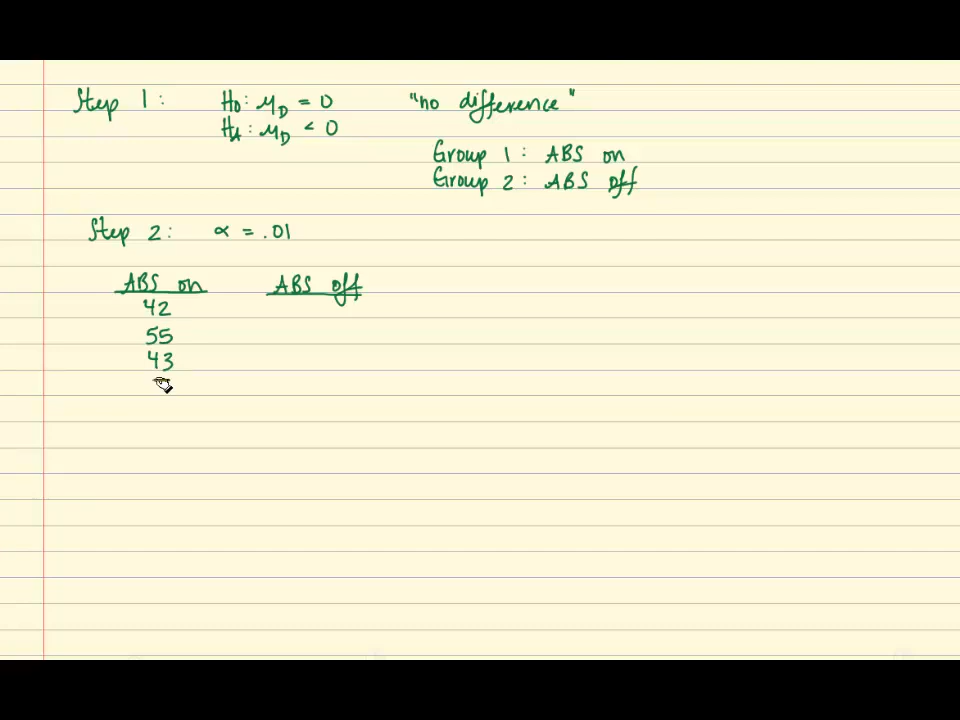 Step 1: H0: μD = 0 "no difference"
HA: μD < 0
Group 1: ABS on
Group 2: ABS off
Step 2: α = .01
ABS on ABS off
42
55
43